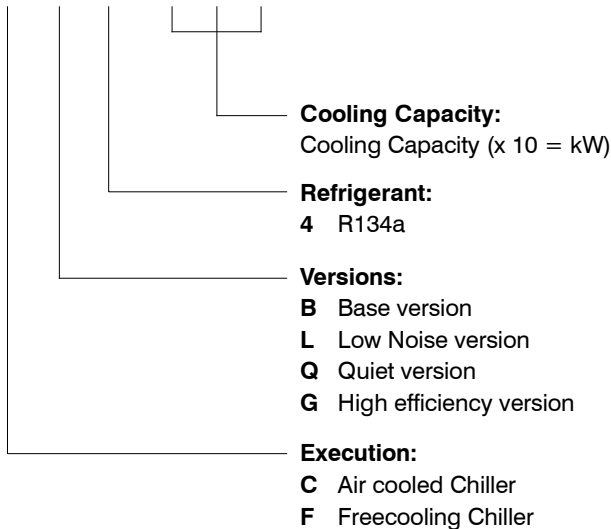 Cooling Capacity:
Cooling Capacity (x 10 = kW)
Refrigerant:
4 R134a
Versions:
B Base version
L Low Noise version
Q Quiet version
G High efficiency version
Execution:
C Air cooled Chiller
F Freecooling Chiller